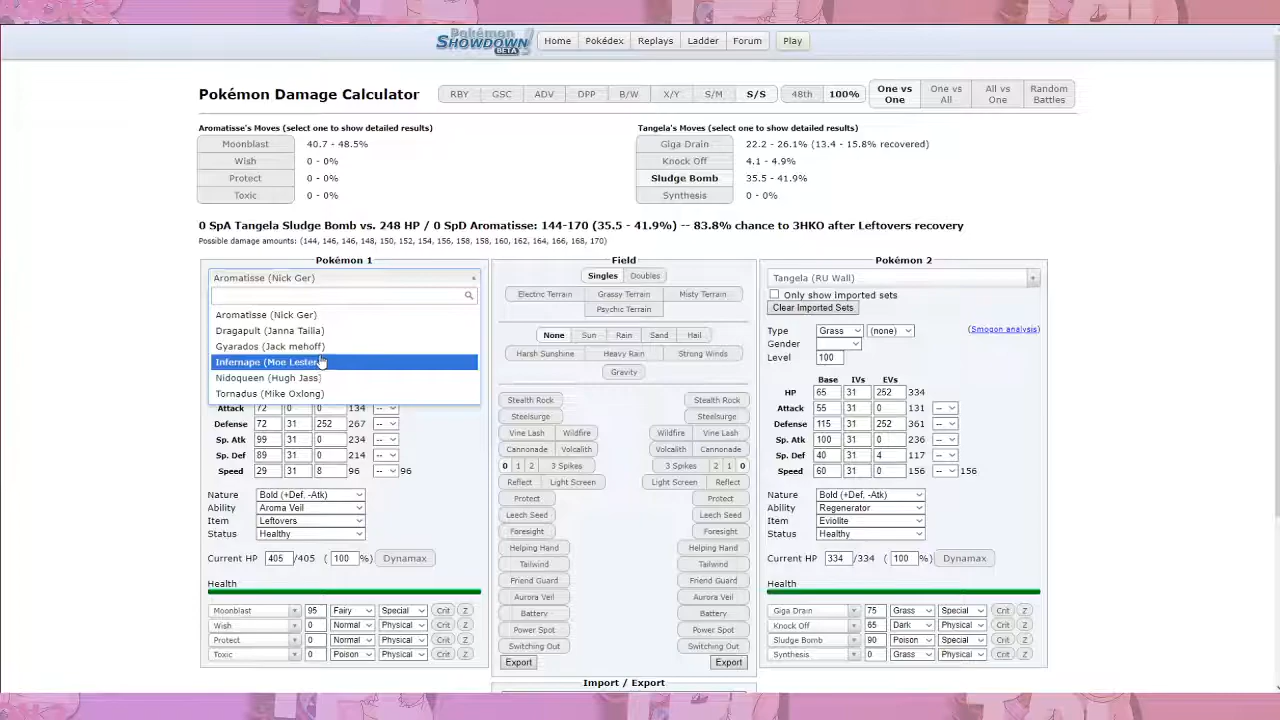 Pokémon SHOWDOWN! BETA Home Pokédex Replays Ladder Forum Play
Pokémon Damage Calculator RBY GSC ADV DPP B/W X/Y S/M S/S 48th 100% One vs One One vs All All vs One Random Battles
Aromatisse's Moves (select one to show detailed results)
Moonblast 40.7 - 48.5%
Wish 0 - 0%
Protect 0 - 0%
Toxic 0 - 0%
Tangela's Moves (select one to show detailed results)
Giga Drain 22.2 - 26.1% (13.4 - 15.8% recovered)
Knock Off 4.1 - 4.9%
Sludge Bomb 35.5 - 41.9%
Synthesis 0 - 0%
0 SpA Tangela Sludge Bomb vs. 248 HP / 0 SpD Aromatisse: 144-170 (35.5 - 41.9%) -- 83.8% chance to 3HKO after Leftovers recovery
Possible damage amounts: (144, 146, 146, 148, 150, 152, 154, 156, 158, 158, 160, 162, 164, 166, 168, 170)
Pokémon 1
Aromatisse (Nick Ger)
Aromatisse (Nick Ger)
Dragapult (Janna Tailla)
Gyarados (Jack mehoff)
Infernape (Moe Lester)
Nidoqueen (Hugh Jass)
Tornadus (Mike Oxlong)
Attack 72 0 0 134 --
Defense 72 31 252 267 --
Sp. Atk 99 31 0 234 --
Sp. Def 89 31 0 214 --
Speed 29 31 8 96 -- 96
Nature Bold (+Def, -Atk)
Ability Aroma Veil
Item Leftovers
Status Healthy
Current HP 405 /405 ( 100 %) Dynamax
Health
Moonblast 95 Fairy Special Crit Z
Wish 0 Normal Physical Crit Z
Protect 0 Normal Physical Crit Z
Toxic 0 Poison Physical Crit Z
Field
Singles Doubles
Electric Terrain Grassy Terrain Misty Terrain
Psychic Terrain
None Sun Rain Sand Hail
Harsh Sunshine Heavy Rain Strong Winds
Gravity
Stealth Rock Stealth Rock
Steelsurge Steelsurge
Vine Lash Wildfire Wildfire Vine Lash
Cannonade Volcalith Volcalith Cannonade
0 1 2 3 Spikes 3 Spikes 2 1 0
Reflect Light Screen Light Screen Reflect
Protect Protect
Leech Seed Leech Seed
Foresight Foresight
Helping Hand Helping Hand
Tailwind Tailwind
Friend Guard Friend Guard
Aurora Veil Aurora Veil
Battery Battery
Power Spot Power Spot
Switching Out Switching Out
Export Export
Import / Export
Pokémon 2
Tangela (RU Wall)
Only show imported sets
Clear Imported Sets
Type Grass (none) (Smogon analysis)
Gender
Level 100
Base IVs EVs
HP 65 31 252 334
Attack 55 31 0 131 --
Defense 115 31 252 361 --
Sp. Atk 100 31 0 236 --
Sp. Def 40 31 4 117 --
Speed 60 31 0 156 -- 156
Nature Bold (+Def, -Atk)
Ability Regenerator
Item Eviolite
Status Healthy
Current HP 334 /334 ( 100 %) Dynamax
Health
Giga Drain 75 Grass Special Crit Z
Knock Off 65 Dark Physical Crit Z
Sludge Bomb 90 Poison Special Crit Z
Synthesis 0 Grass Physical Crit Z